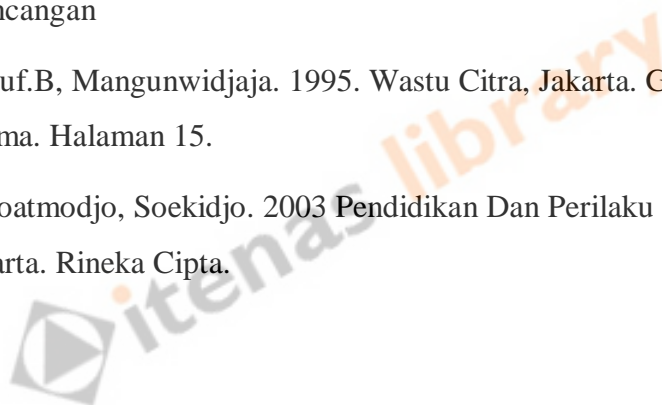 ncangan
uf.B, Mangunwidjaja. 1995. Wastu Citra, Jakarta. G
ma. Halaman 15.
oatmodjo, Soekidjo. 2003 Pendidikan Dan Perilaku
arta. Rineka Cipta.
itenas library